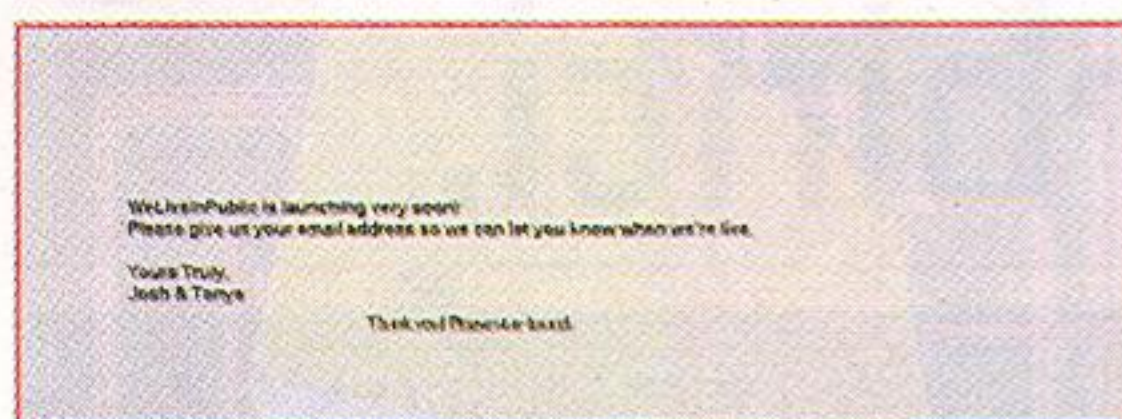 WeLiveInPublic is launching very soon!
Please give us your email address so we can let you know when we're live.
Yours Truly,
Josh & Tanya
Thank you!